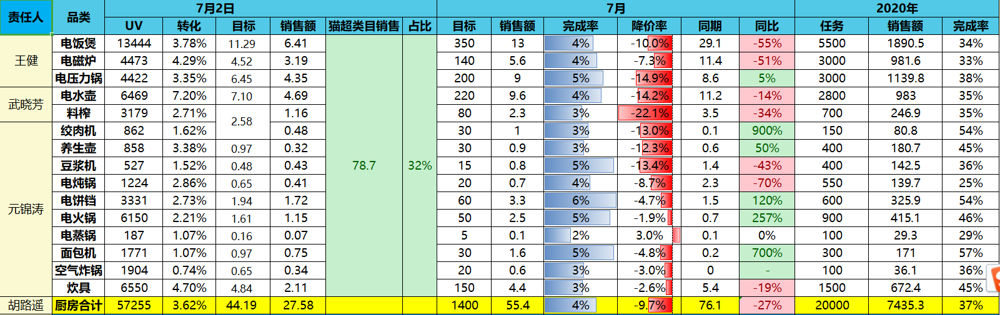 责任人 品类 7月2日 7月 2020年
UV 转化 目标 销售额 猫超类目销售 占比 目标 销售额 完成率 降价率 同期 同比 任务 销售额 完成率
王健 电饭煲 13444 3.78% 11.29 6.41 78.7 32% 350 13 4% -10.0% 29.1 -55% 5500 1890.5 34%
电磁炉 4473 4.29% 4.52 3.19 140 5.6 4% -7.3% 11.4 -51% 3000 981.6 33%
电压力锅 4422 3.35% 6.45 4.35 200 9 5% -14.9% 8.6 5% 3000 1139.8 38%
武晓芳 电水壶 6469 7.20% 7.10 4.69 220 9.6 4% -14.2% 11.2 -14% 2800 983 35%
料榨 3179 2.71% 2.58 1.16 80 2.3 3% -22.1% 3.5 -34% 700 246.9 35%
元锦涛 绞肉机 862 1.62% 0.48 30 1 3% -13.0% 0.1 900% 150 80.8 54%
养生壶 858 3.38% 0.97 0.32 30 0.9 3% -12.3% 0.6 50% 400 180.7 45%
豆浆机 527 1.52% 0.48 0.43 15 0.8 5% -13.4% 1.4 -43% 400 142.5 36%
电炖锅 1224 2.86% 0.65 0.41 20 0.7 4% -8.7% 2.3 -70% 550 139.7 25%
电饼铛 3331 2.73% 1.94 1.72 60 3.3 6% -4.7% 1.5 120% 600 325.9 54%
电火锅 6150 2.21% 1.61 1.15 50 2.5 5% -1.9% 0.7 257% 900 415.1 46%
电蒸锅 187 1.07% 0.16 0.07 5 0.1 2% 3.0% 0.1 0% 100 29.3 29%
面包机 1771 1.07% 0.97 0.75 30 1.6 5% -4.8% 0.2 700% 300 171 57%
空气炸锅 1904 0.74% 0.65 0.34 20 0.6 3% -3.0% 0 - 100 36.1 36%
炊具 6550 4.70% 4.84 2.11 150 4.4 3% -2.6% 5.4 -19% 1500 672.4 45%
胡路遥 厨房合计 57255 3.62% 44.19 27.58 1400 55.4 4% -9.7% 76.1 -27% 20000 7435.3 37%